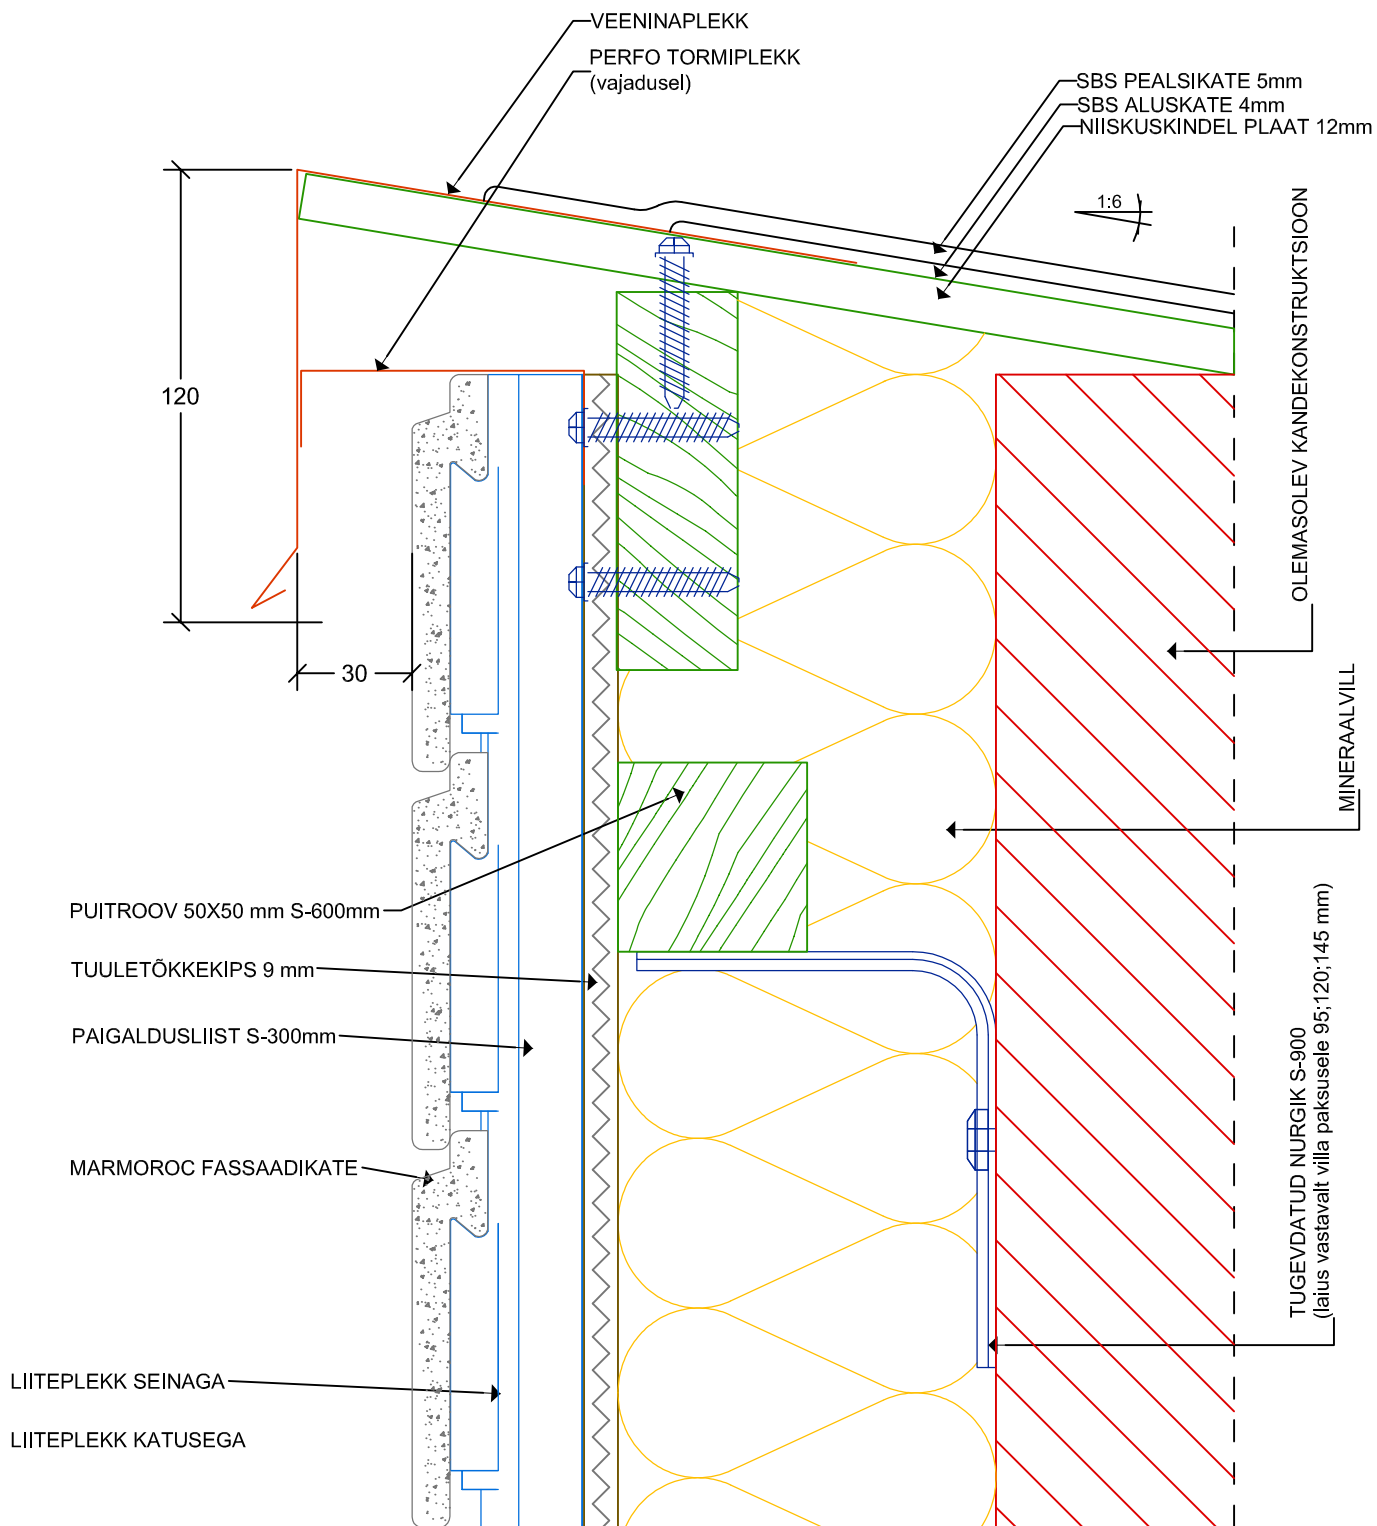 VEENINAPLEKK
PERFO TORMIPLEKK
(vajadusel)
SBS PEALSIKATE 5mm
SBS ALUSKATE 4mm
NIISKUSKINDEL PLAAT 12mm
1:6
120
30
OLEMASOLEV KANDEKONSTRUKTSIOON
MINERAALVILL
PUITROOV 50X50 mm S-600mm
TUULETÕKKEKIPS 9 mm
PAIGALDUSLIIST S-300mm
MARMOROC FASSAADIKATE
TUGEVDATUD NURGIK S-900
(laius vastavalt villa paksusele 95;120;145 mm)
LIITEPLEKK SEINAGA
LIITEPLEKK KATUSEGA